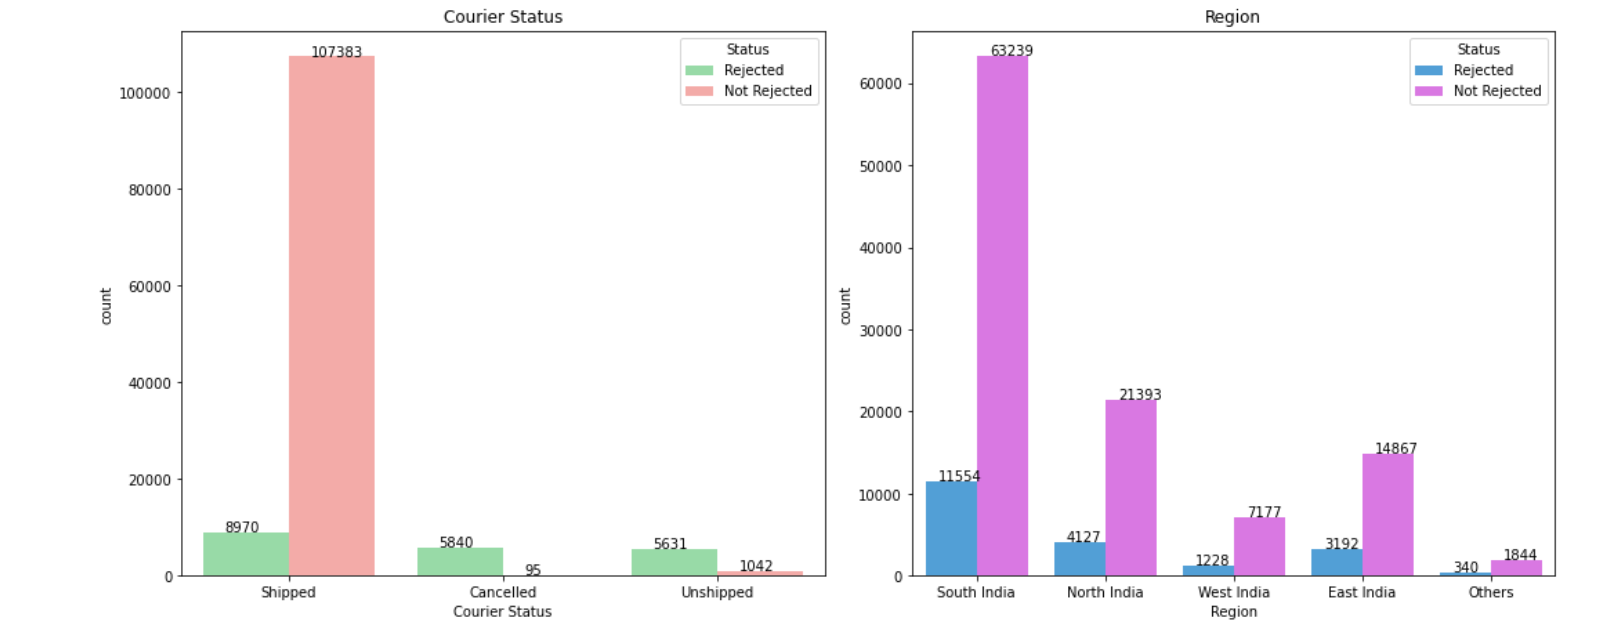 Courier Status
Status
Rejected
Not Rejected
107383
8970
5840
95
5631
1042
100000
80000
60000
40000
20000
0
count
Shipped
Cancelled
Unshipped
Courier Status
Region
Status
Rejected
Not Rejected
63239
11554
21393
4127
7177
1228
14867
3192
1844
340
60000
50000
40000
30000
20000
10000
0
count
South India
North India
West India
East India
Others
Region